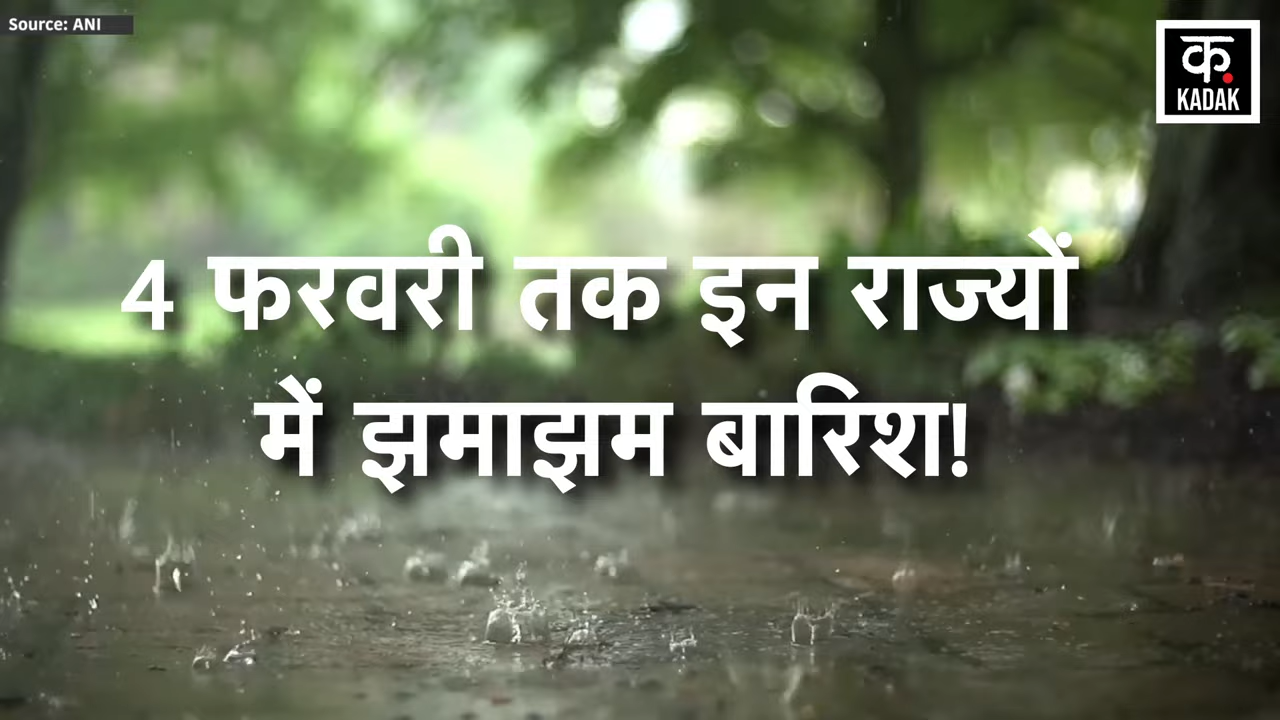 Source: ANI
क.
KADAK
4 फरवरी तक इन राज्यों
में झमाझम बारिश!